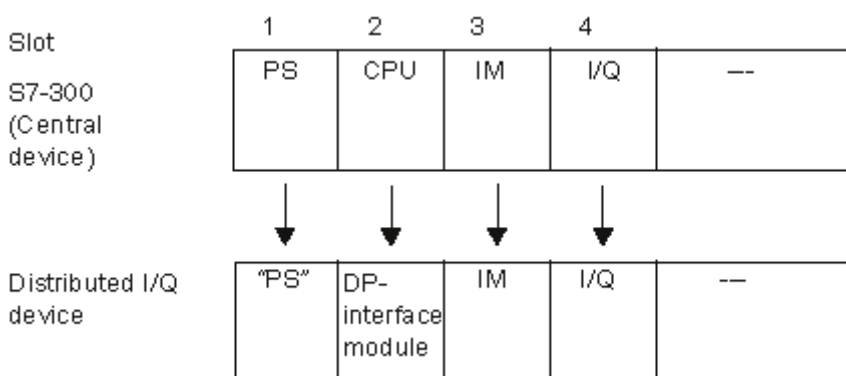 Slot 1 2 3 4
S7-300
(Central
device)
PS CPU IM I/Q ---
Distributed I/Q
device
"PS" DP-
interface
module
IM I/Q ---